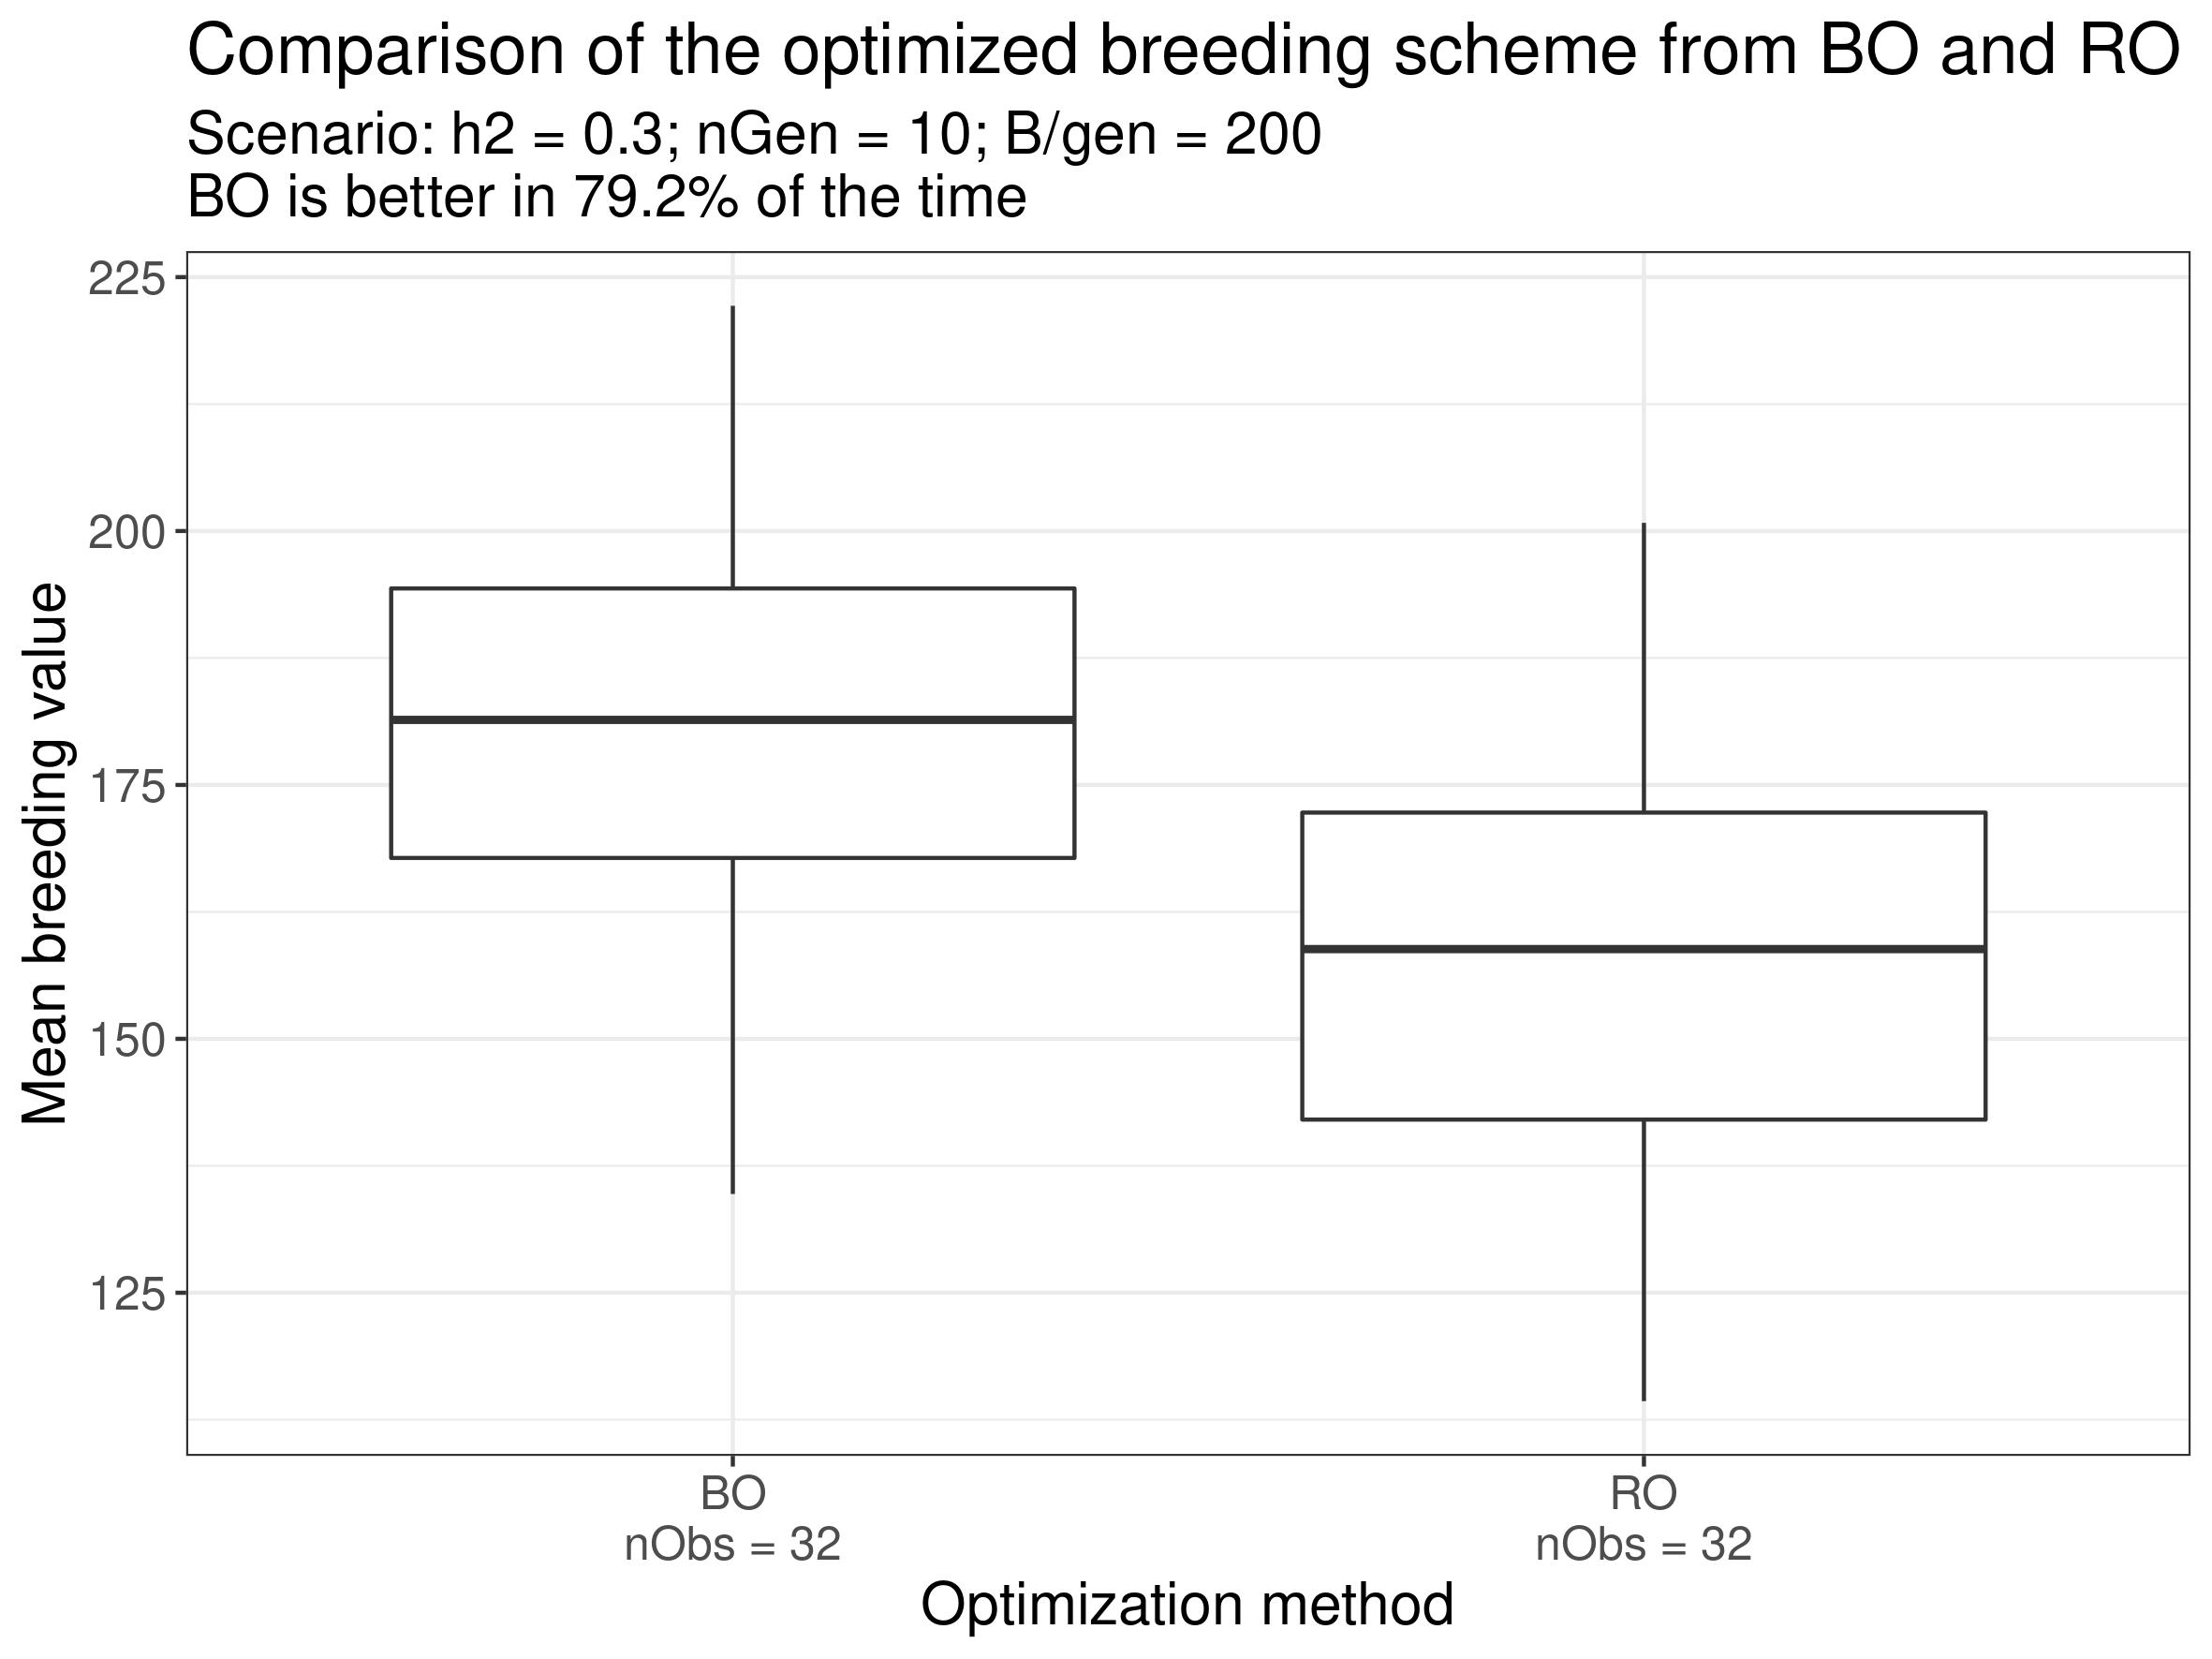 Comparison of the optimized breeding scheme from BO and RO
Scenario: h2 = 0.3; nGen = 10; B/gen = 200
BO is better in 79.2% of the time
Mean breeding value
225
200
175
150
125
BO
nObs = 32
RO
nObs = 32
Optimization method